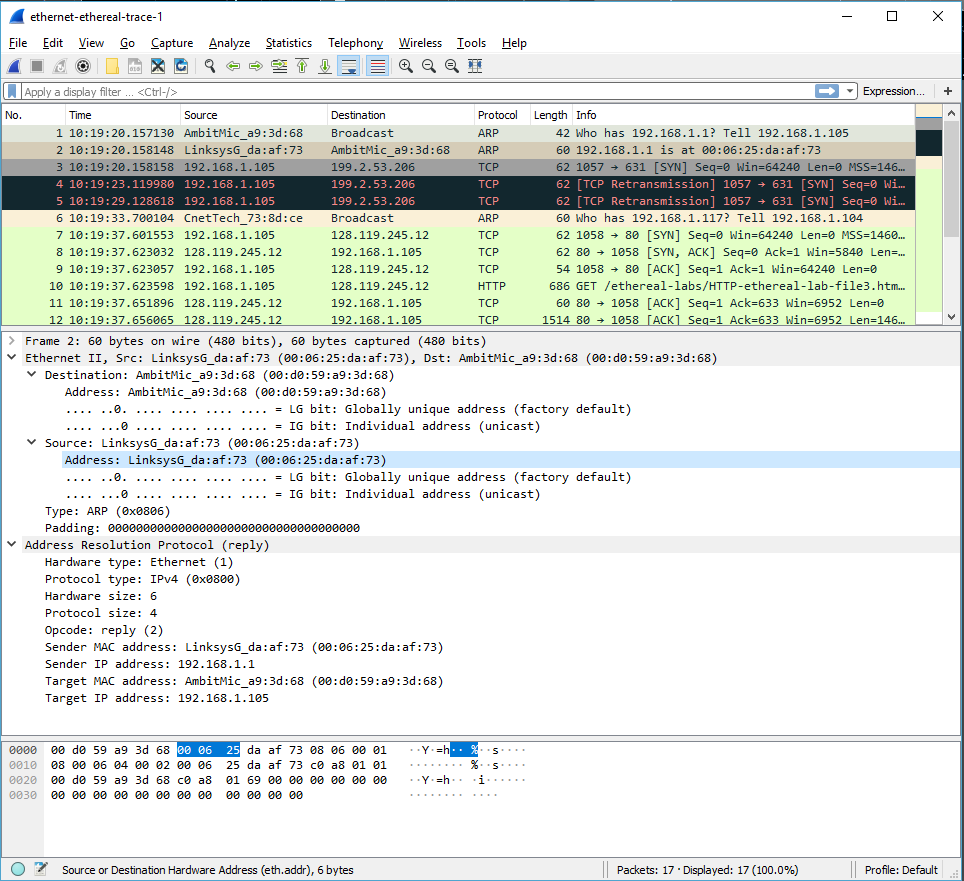 ethernet-ethereal-trace-1
File Edit View Go Capture Analyze Statistics Telephony Wireless Tools Help
Apply a display filter ... <Ctrl-/> Expression... +
No. Time Source Destination Protocol Length Info
1 10:19:20.157130 AmbitMic_a9:3d:68 Broadcast ARP 42 Who has 192.168.1.1? Tell 192.168.1.105
2 10:19:20.158148 LinksysG_da:af:73 AmbitMic_a9:3d:68 ARP 60 192.168.1.1 is at 00:06:25:da:af:73
3 10:19:20.158158 192.168.1.105 199.2.53.206 TCP 62 1057 → 631 [SYN] Seq=0 Win=64240 Len=0 MSS=146...
4 10:19:23.119980 192.168.1.105 199.2.53.206 TCP 62 [TCP Retransmission] 1057 → 631 [SYN] Seq=0 Wi...
5 10:19:29.128618 192.168.1.105 199.2.53.206 TCP 62 [TCP Retransmission] 1057 → 631 [SYN] Seq=0 Wi...
6 10:19:33.700104 CnetTech_73:8d:ce Broadcast ARP 60 Who has 192.168.1.117? Tell 192.168.1.104
7 10:19:37.601553 192.168.1.105 128.119.245.12 TCP 62 1058 → 80 [SYN] Seq=0 Win=64240 Len=0 MSS=1460...
8 10:19:37.623032 128.119.245.12 192.168.1.105 TCP 62 80 → 1058 [SYN, ACK] Seq=0 Ack=1 Win=5840 Len=...
9 10:19:37.623057 192.168.1.105 128.119.245.12 TCP 54 1058 → 80 [ACK] Seq=1 Ack=1 Win=64240 Len=0
10 10:19:37.623598 192.168.1.105 128.119.245.12 HTTP 686 GET /ethereal-labs/HTTP-ethereal-lab-file3.htm...
11 10:19:37.651896 128.119.245.12 192.168.1.105 TCP 60 80 → 1058 [ACK] Seq=1 Ack=633 Win=6952 Len=0
12 10:19:37.656065 128.119.245.12 192.168.1.105 TCP 1514 80 → 1058 [ACK] Seq=1 Ack=633 Win=6952 Len=146...
Frame 2: 60 bytes on wire (480 bits), 60 bytes captured (480 bits)
Ethernet II, Src: LinksysG_da:af:73 (00:06:25:da:af:73), Dst: AmbitMic_a9:3d:68 (00:d0:59:a9:3d:68)
Destination: AmbitMic_a9:3d:68 (00:d0:59:a9:3d:68)
Address: AmbitMic_a9:3d:68 (00:d0:59:a9:3d:68)
.... ..0. .... .... .... .... = LG bit: Globally unique address (factory default)
.... ...0 .... .... .... .... = IG bit: Individual address (unicast)
Source: LinksysG_da:af:73 (00:06:25:da:af:73)
Address: LinksysG_da:af:73 (00:06:25:da:af:73)
.... ..0. .... .... .... .... = LG bit: Globally unique address (factory default)
.... ...0 .... .... .... .... = IG bit: Individual address (unicast)
Type: ARP (0x0806)
Padding: 000000000000000000000000000000000000
Address Resolution Protocol (reply)
Hardware type: Ethernet (1)
Protocol type: IPv4 (0x0800)
Hardware size: 6
Protocol size: 4
Opcode: reply (2)
Sender MAC address: LinksysG_da:af:73 (00:06:25:da:af:73)
Sender IP address: 192.168.1.1
Target MAC address: AmbitMic_a9:3d:68 (00:d0:59:a9:3d:68)
Target IP address: 192.168.1.105
0000 00 d0 59 a9 3d 68 00 06 25 da af 73 08 06 00 01 ··Y·=h·· %··s····
0010 08 00 06 04 00 02 00 06 25 da af 73 c0 a8 01 01 ········ %··s····
0020 00 d0 59 a9 3d 68 c0 a8 01 69 00 00 00 00 00 00 ··Y·=h·· ·i······
0030 00 00 00 00 00 00 00 00 00 00 00 00 ········ ····
Source or Destination Hardware Address (eth.addr), 6 bytes Packets: 17 · Displayed: 17 (100.0%) Profile: Default